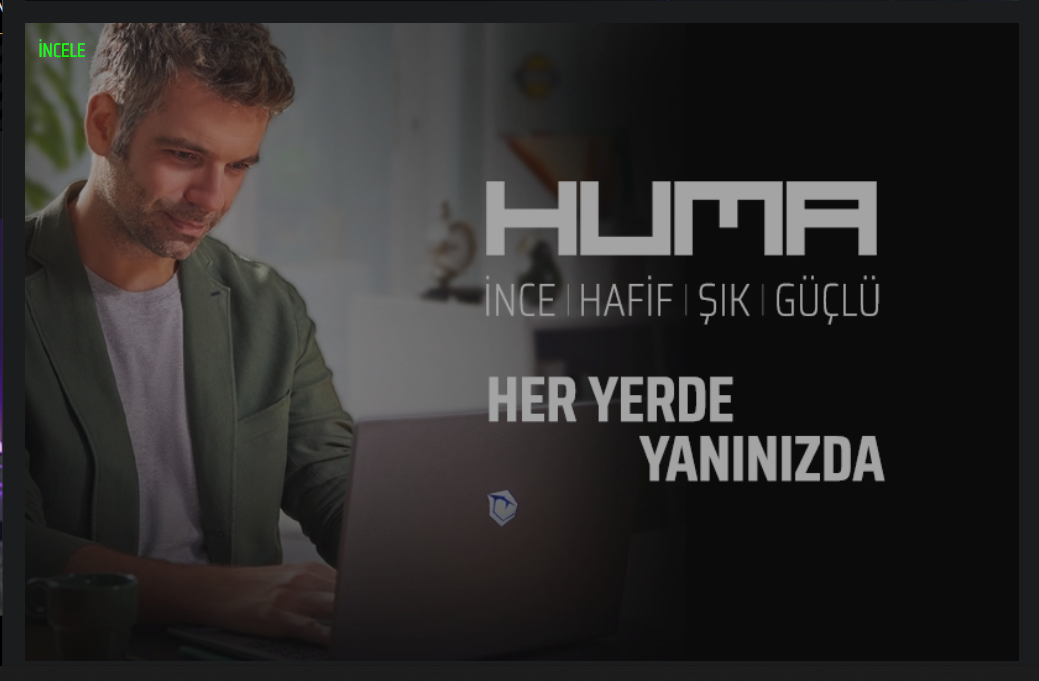 İNCELE
HUMA
İNCE | HAFİF | ŞIK | GÜÇLÜ
HER YERDE
YANINIZDA